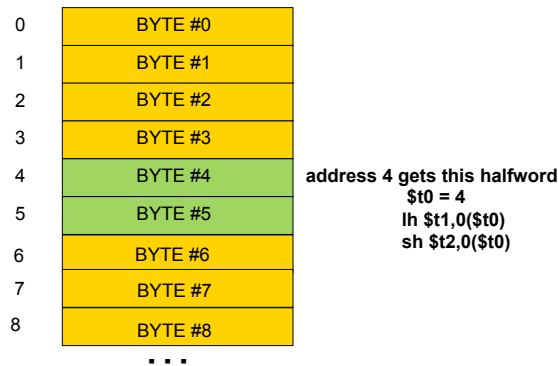 0 BYTE #0
1 BYTE #1
2 BYTE #2
3 BYTE #3
4 BYTE #4 address 4 gets this halfword
$t0 = 4
5 BYTE #5 lh $t1,0($t0)
sh $t2,0($t0)
6 BYTE #6
7 BYTE #7
8 BYTE #8
...